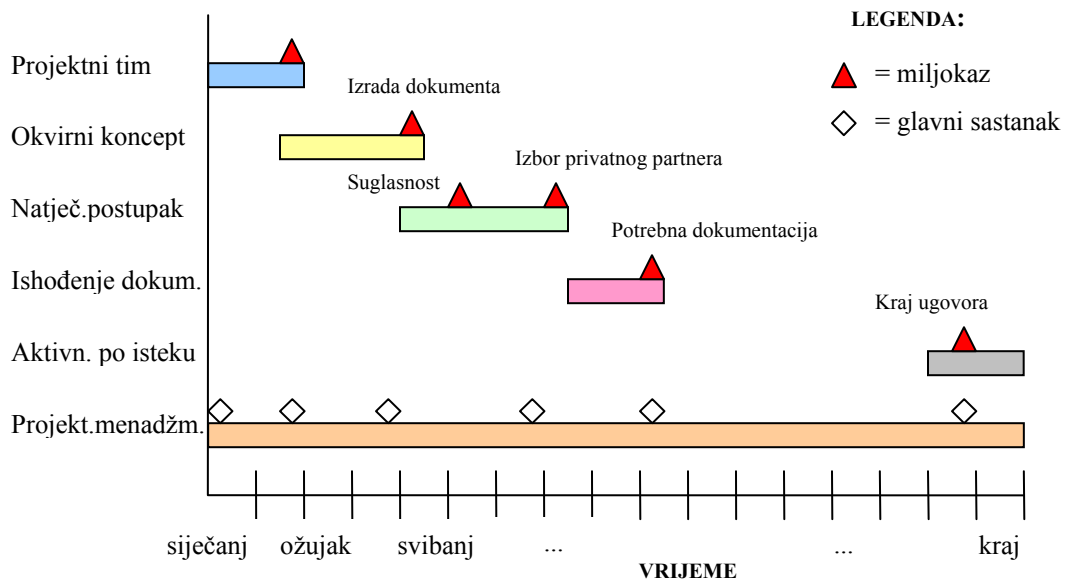 LEGENDA:
Projektni tim
= miljokaz
Izrada dokumenta
= glavni sastanak
Okvirni koncept
Izbor privatnog partnera
Suglasnost
Natječ.postupak
Potrebna dokumentacija
Ishođenje dokum.
Kraj ugovora
Aktivn. po isteku
Projekt.menadžm.
siječanj ožujak svibanj ... ... kraj
VRIJEME